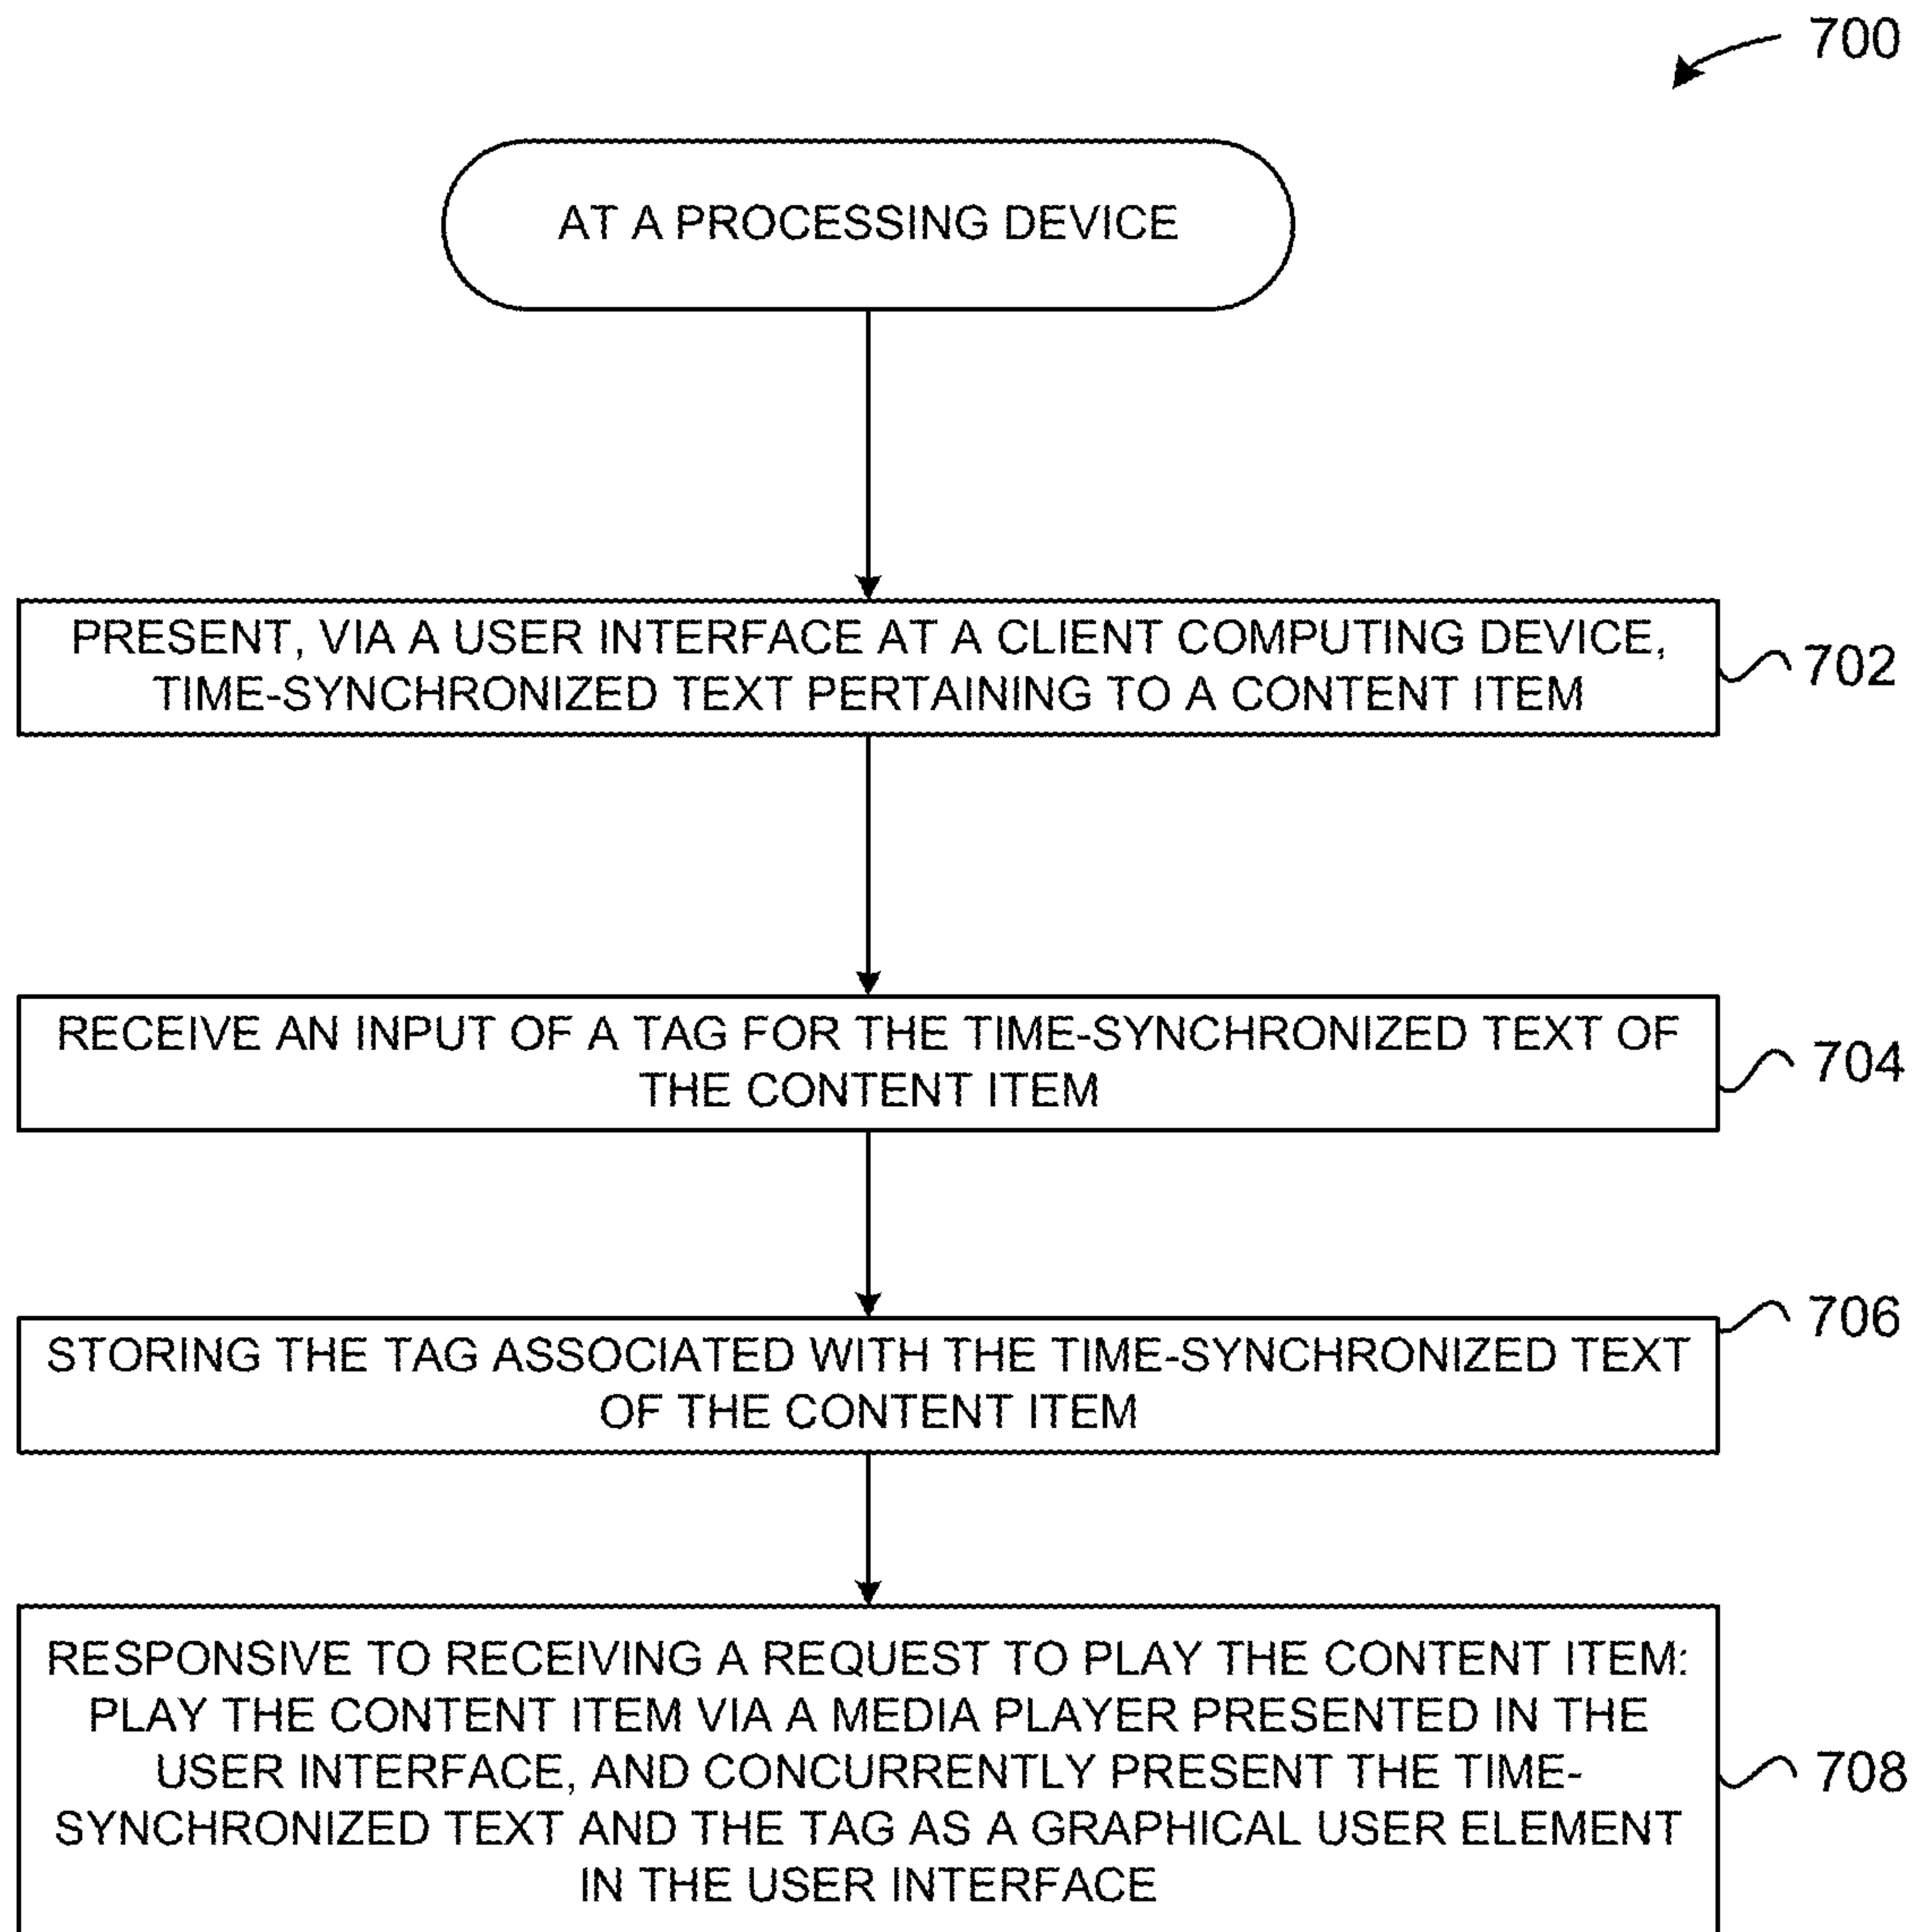 700
AT A PROCESSING DEVICE
PRESENT, VIA A USER INTERFACE AT A CLIENT COMPUTING DEVICE,
TIME-SYNCHRONIZED TEXT PERTAINING TO A CONTENT ITEM
702
RECEIVE AN INPUT OF A TAG FOR THE TIME-SYNCHRONIZED TEXT OF
THE CONTENT ITEM
704
STORING THE TAG ASSOCIATED WITH THE TIME-SYNCHRONIZED TEXT
OF THE CONTENT ITEM
706
RESPONSIVE TO RECEIVING A REQUEST TO PLAY THE CONTENT ITEM:
PLAY THE CONTENT ITEM VIA A MEDIA PLAYER PRESENTED IN THE
USER INTERFACE, AND CONCURRENTLY PRESENT THE TIME-
SYNCHRONIZED TEXT AND THE TAG AS A GRAPHICAL USER ELEMENT
IN THE USER INTERFACE
708